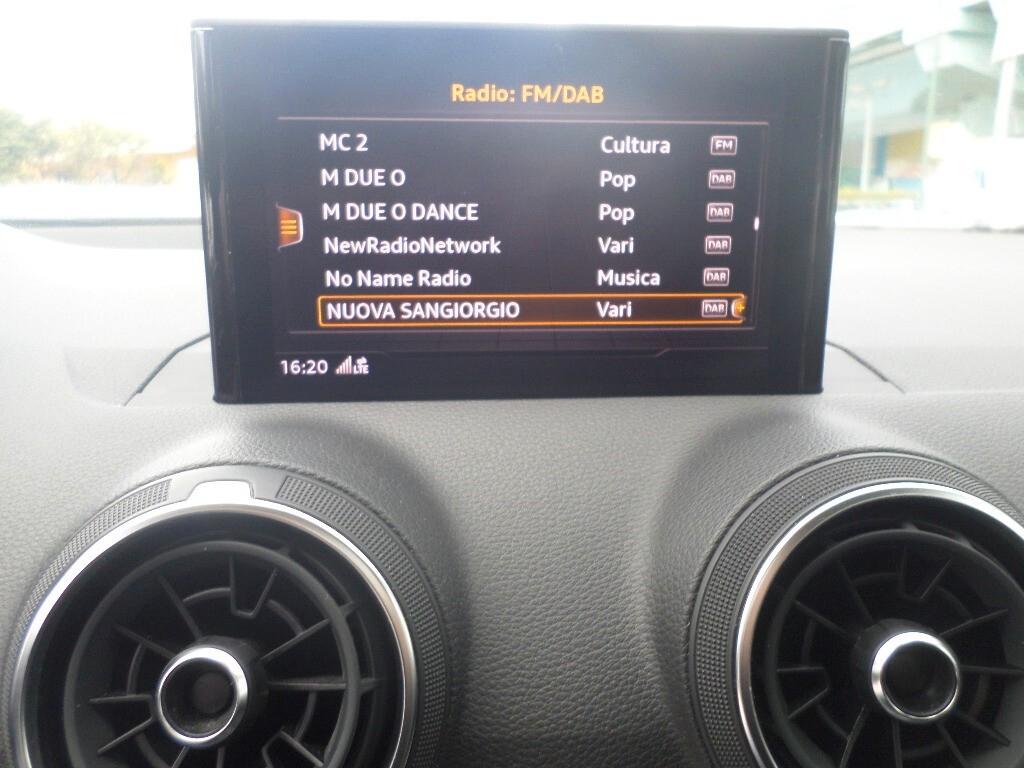 Radio: FM/DAB
MC 2 Cultura FM
M DUE O Pop DAB
M DUE O DANCE Pop DAB
NewRadioNetwork Vari DAB
No Name Radio Musica DAB
NUOVA SANGIORGIO Vari DAB +
16:20 LTE